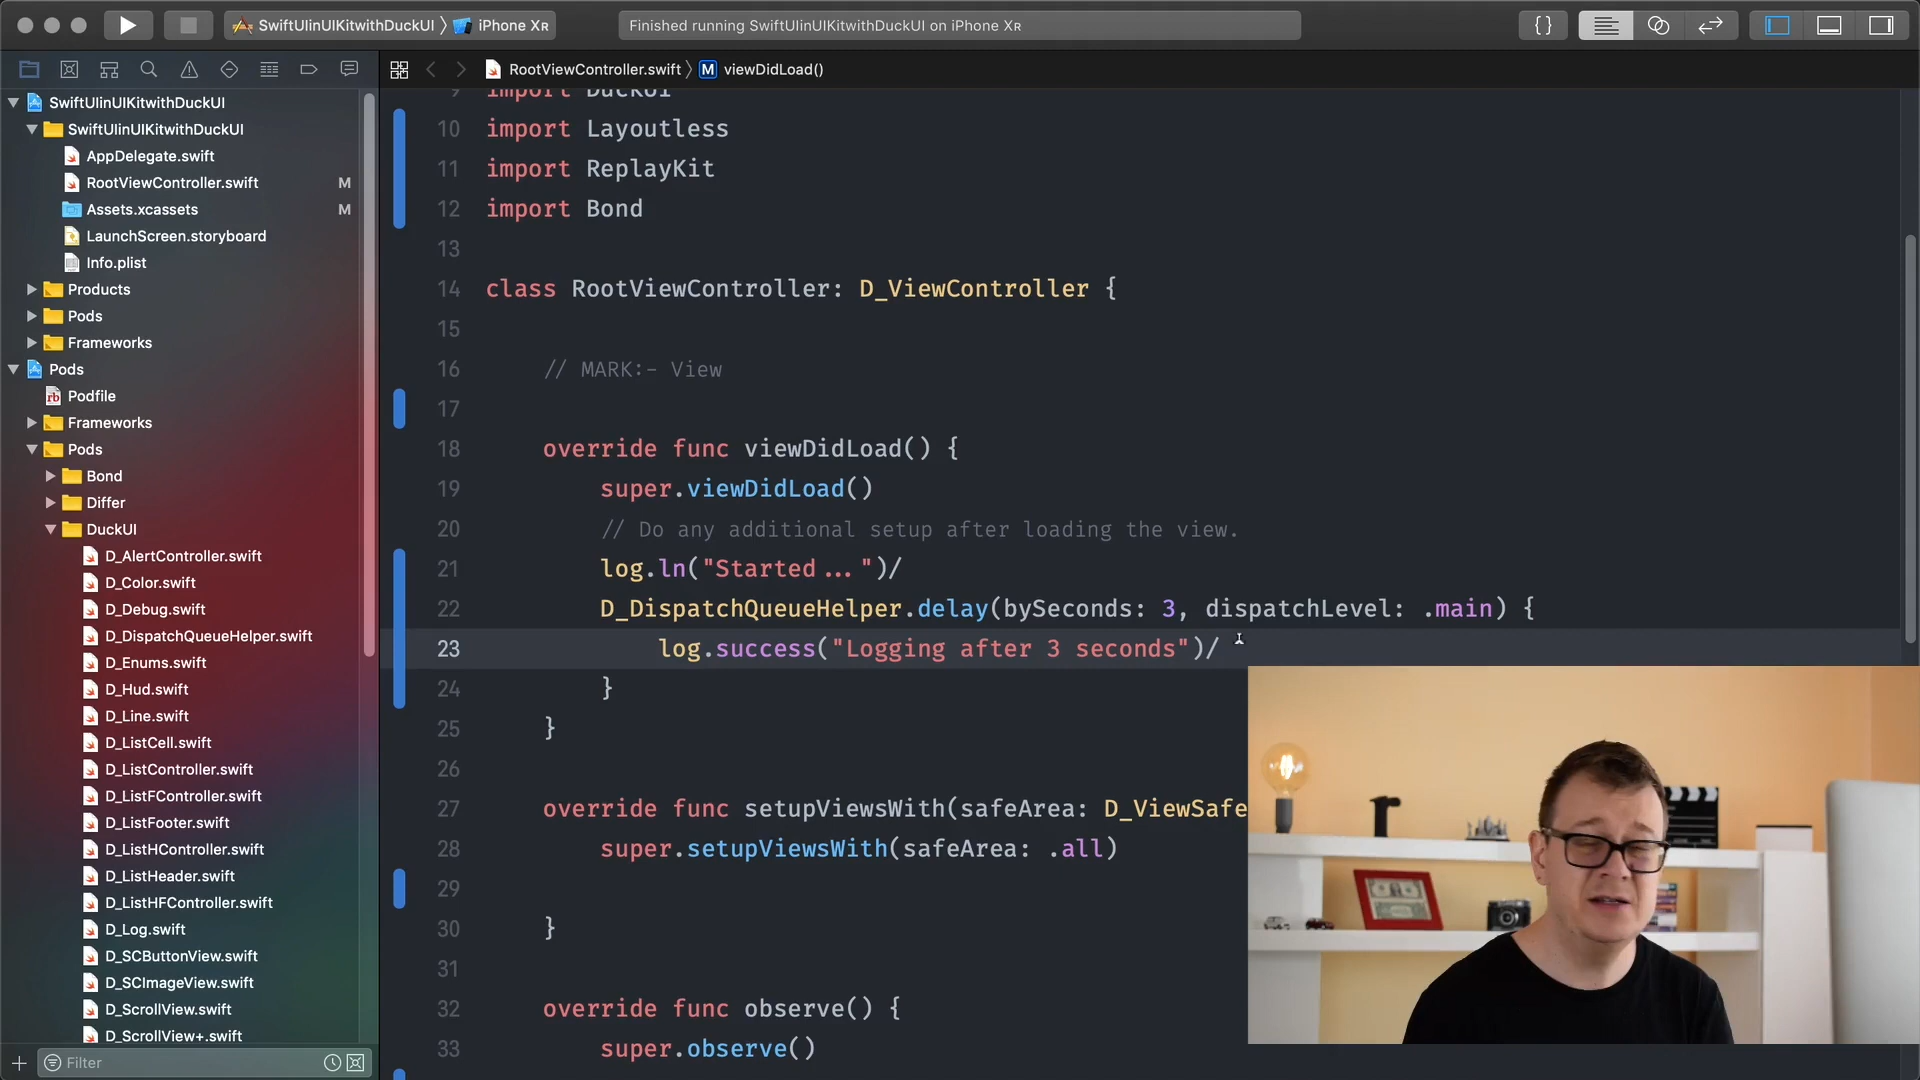 SwiftUIinUIKitwithDuckUI
iPhone XR
Finished running SwiftUIinUIKitwithDuckUI on iPhone XR
{}
RootViewController.swift
M
viewDidLoad()
SwiftUIinUIKitwithDuckUI
SwiftUIinUIKitwithDuckUI
AppDelegate.swift
RootViewController.swift M
Assets.xcassets M
LaunchScreen.storyboard
Info.plist
Products
Pods
Frameworks
Pods
rb Podfile
Frameworks
Pods
Bond
Differ
DuckUI
D_AlertController.swift
D_Color.swift
D_Debug.swift
D_DispatchQueueHelper.swift
D_Enums.swift
D_Hud.swift
D_Line.swift
D_ListCell.swift
D_ListController.swift
D_ListFController.swift
D_ListFooter.swift
D_ListHController.swift
D_ListHeader.swift
D_ListHFController.swift
D_Log.swift
D_SCButtonView.swift
D_SCImageView.swift
D_ScrollView.swift
D_ScrollView+.swift
Filter
9 import DuckUI
10 import Layoutless
11 import ReplayKit
12 import Bond
13
14 class RootViewController: D_ViewController {
15
16 // MARK:- View
17
18 override func viewDidLoad() {
19 super.viewDidLoad()
20 // Do any additional setup after loading the view.
21 log.ln("Started ... ")/
22 D_DispatchQueueHelper.delay(bySeconds: 3, dispatchLevel: .main) {
23 log.success("Logging after 3 seconds")/
24 }
25 }
26
27 override func setupViewsWith(safeArea: D_ViewSafe
28 super.setupViewsWith(safeArea: .all)
29
30 }
31
32 override func observe() {
33 super.observe()